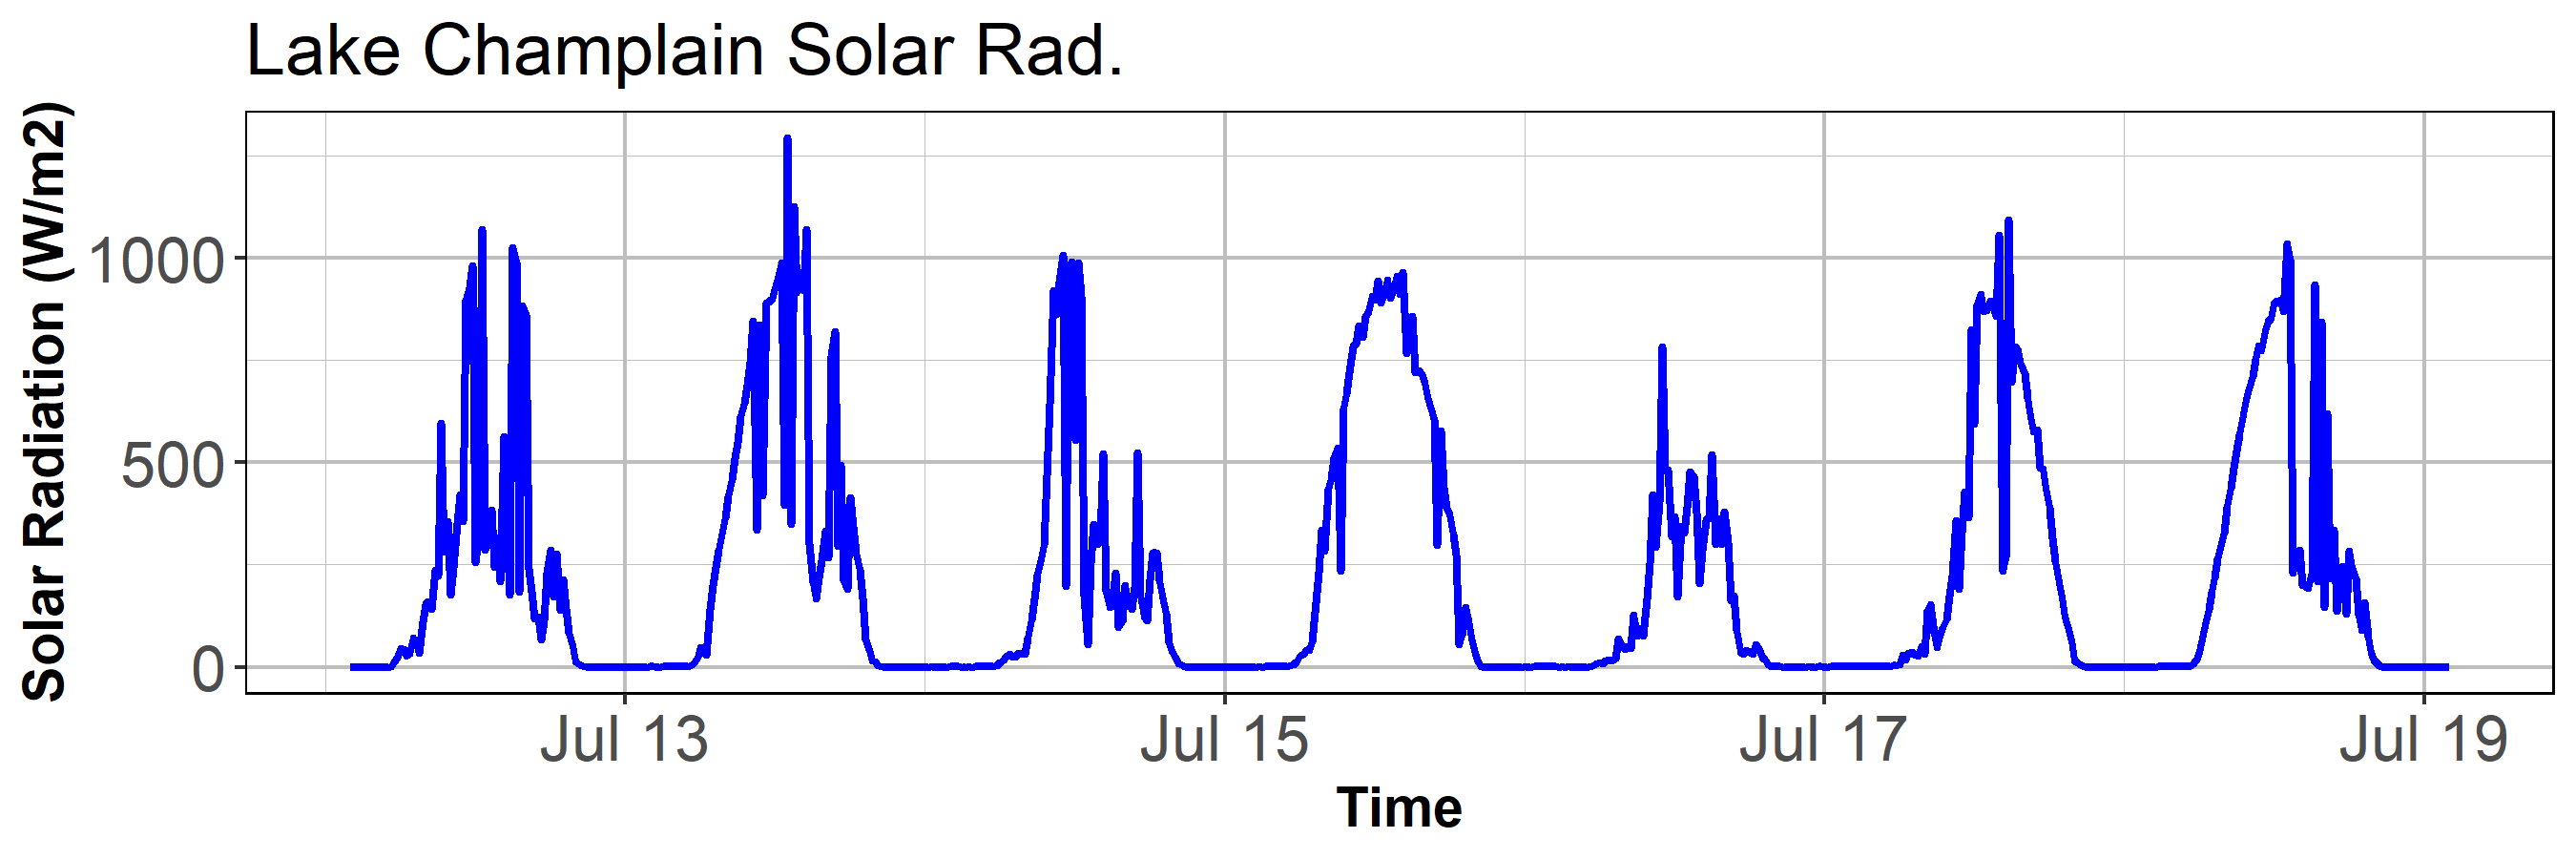 Lake Champlain Solar Rad.
Solar Radiation (W/m2)
1000
500
0
Jul 13
Jul 15
Jul 17
Jul 19
Time